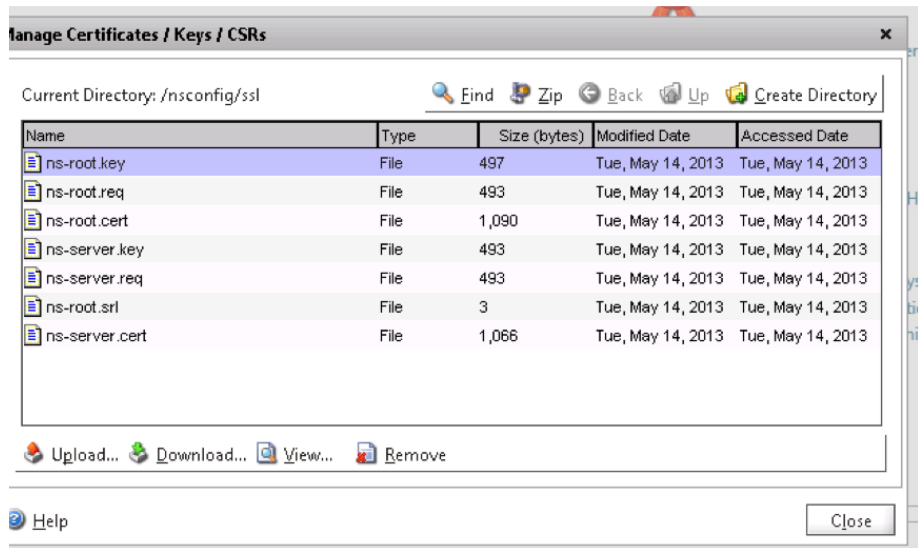 Manage Certificates / Keys / CSRs
Current Directory: /nsconfig/ssl
Find Zip Back Up Create Directory
Name Type Size (bytes) Modified Date Accessed Date
ns-root.key File 497 Tue, May 14, 2013 Tue, May 14, 2013
ns-root.req File 493 Tue, May 14, 2013 Tue, May 14, 2013
ns-root.cert File 1,090 Tue, May 14, 2013 Tue, May 14, 2013
ns-server.key File 493 Tue, May 14, 2013 Tue, May 14, 2013
ns-server.req File 493 Tue, May 14, 2013 Tue, May 14, 2013
ns-root.srl File 3 Tue, May 14, 2013 Tue, May 14, 2013
ns-server.cert File 1,066 Tue, May 14, 2013 Tue, May 14, 2013
Upload... Download... View... Remove
Help Close